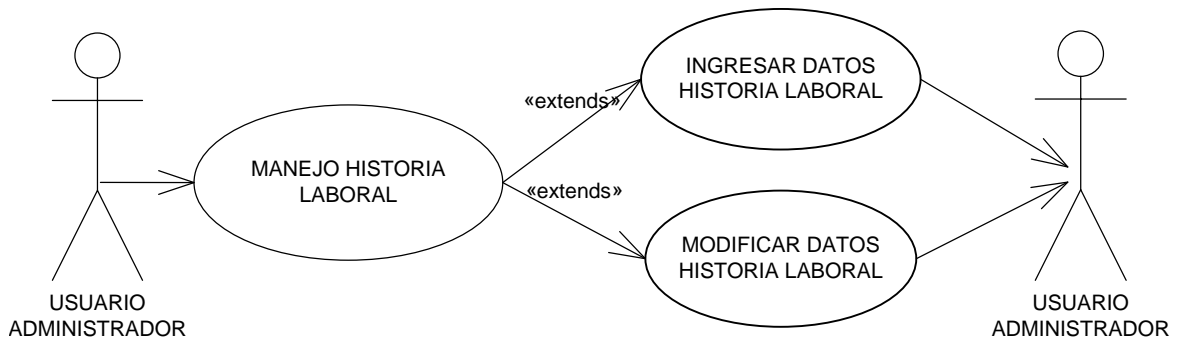 INGRESAR DATOS
HISTORIA LABORAL
«extends»
MANEJO HISTORIA
LABORAL
«extends»
MODIFICAR DATOS
HISTORIA LABORAL
USUARIO
ADMINISTRADOR
USUARIO
ADMINISTRADOR